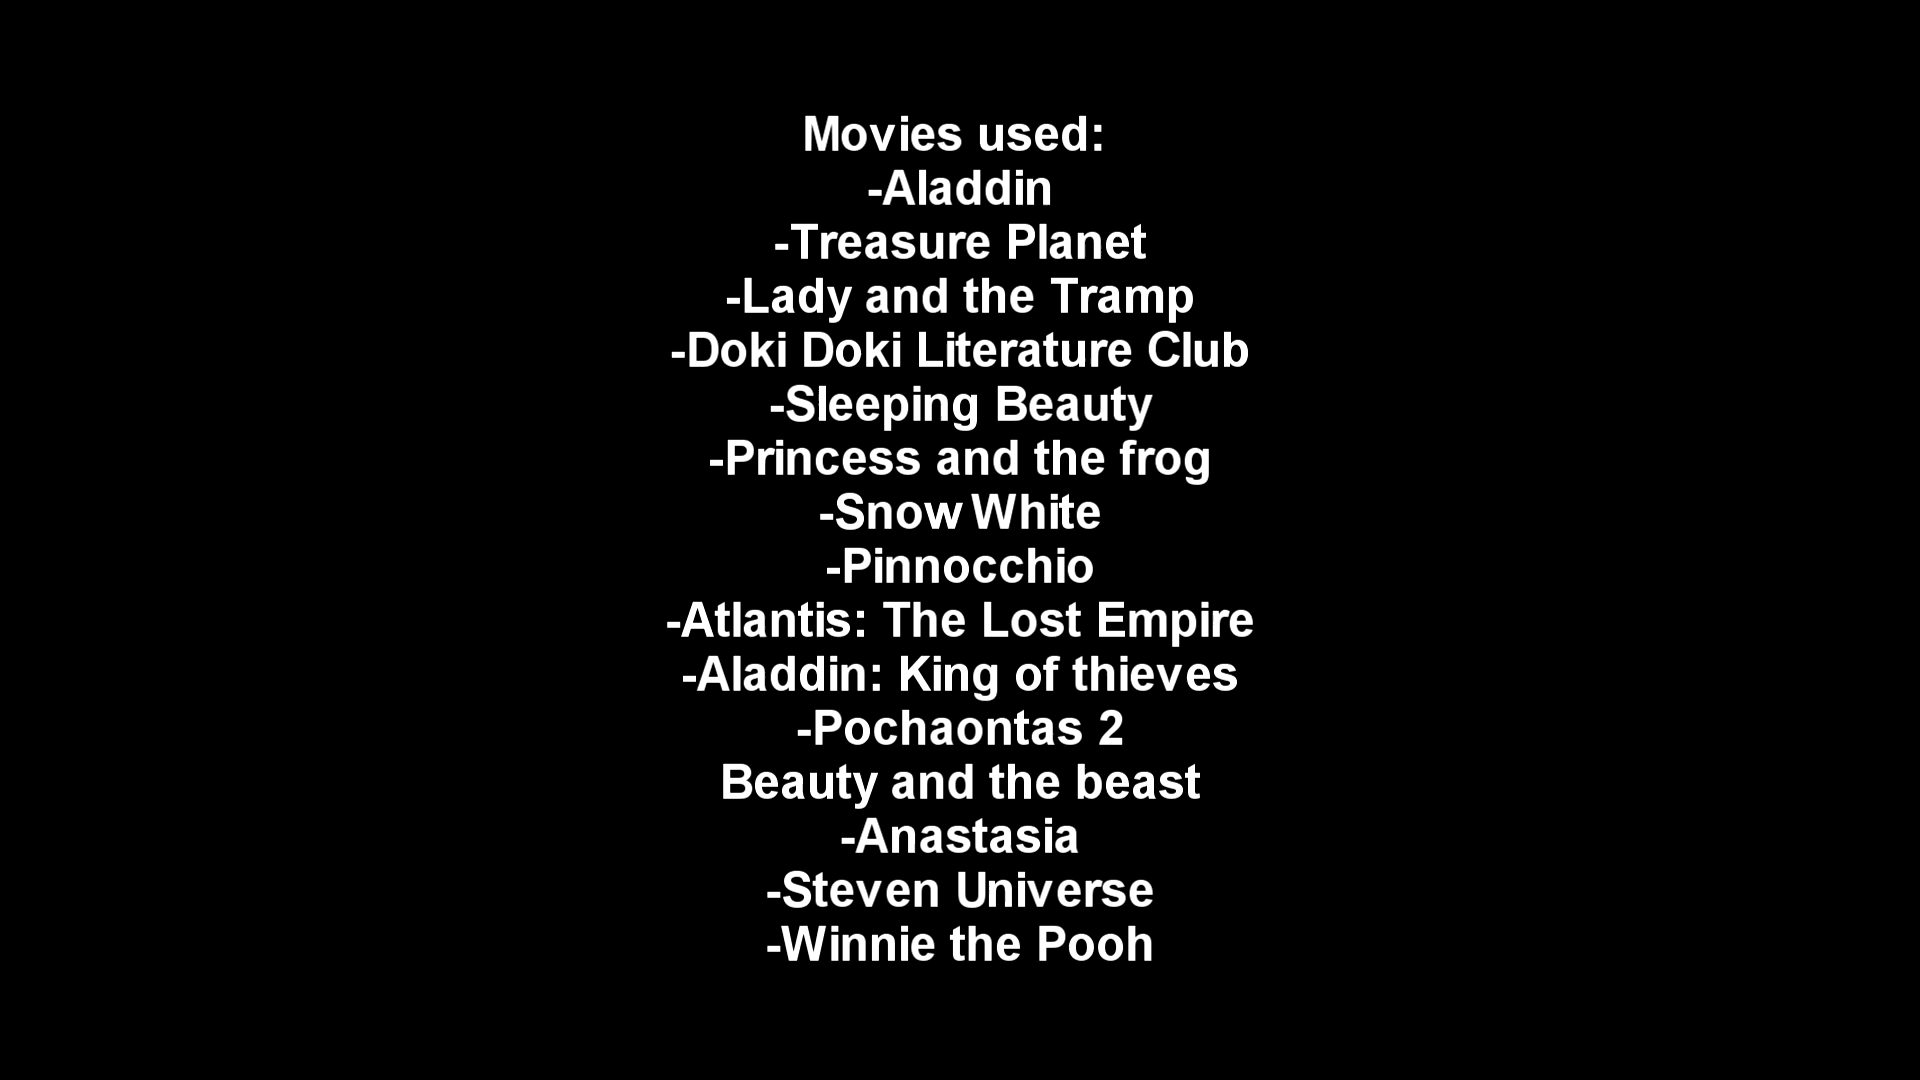 Movies used:
-Aladdin
-Treasure Planet
-Lady and the Tramp
-Doki Doki Literature Club
-Sleeping Beauty
-Princess and the frog
-Snow White
-Pinnocchio
-Atlantis: The Lost Empire
-Aladdin: King of thieves
-Pochaontas 2
Beauty and the beast
-Anastasia
-Steven Universe
-Winnie the Pooh